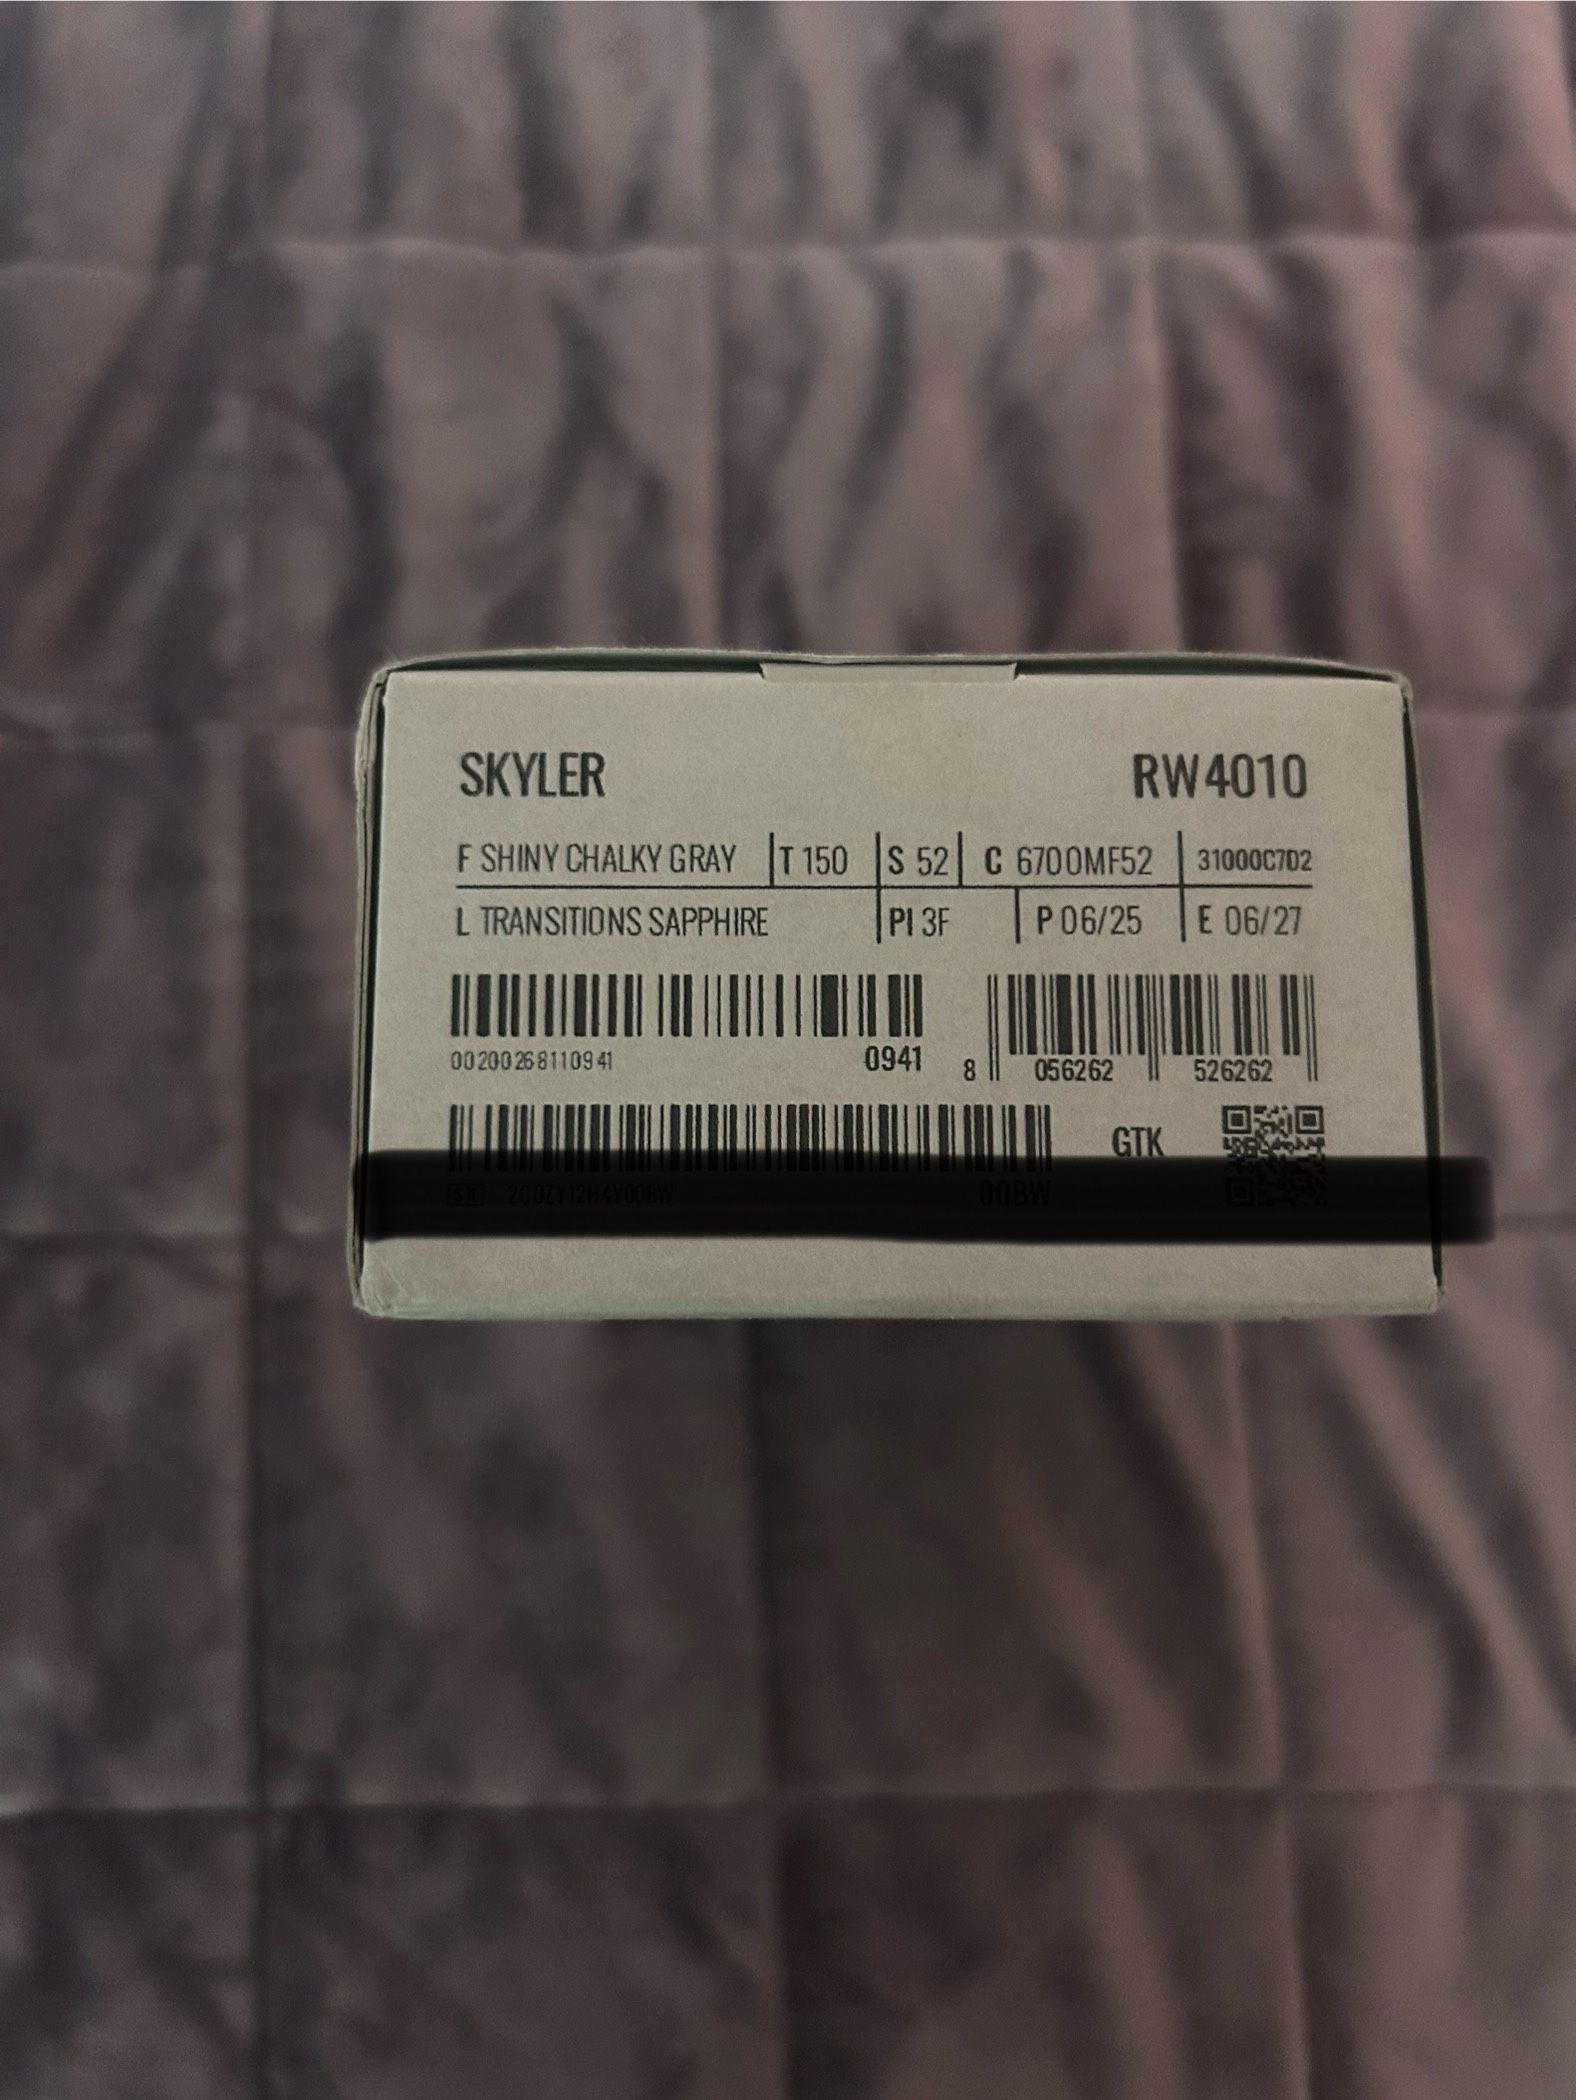 SKYLER RW4010
F SHINY CHALKY GRAY T 150 S 52 C 6700MF52 31000C7D2
L TRANSITIONS SAPPHIRE PI 3F P 06/25 E 06/27
00200268110941 0941 8 056262 526262
GTK